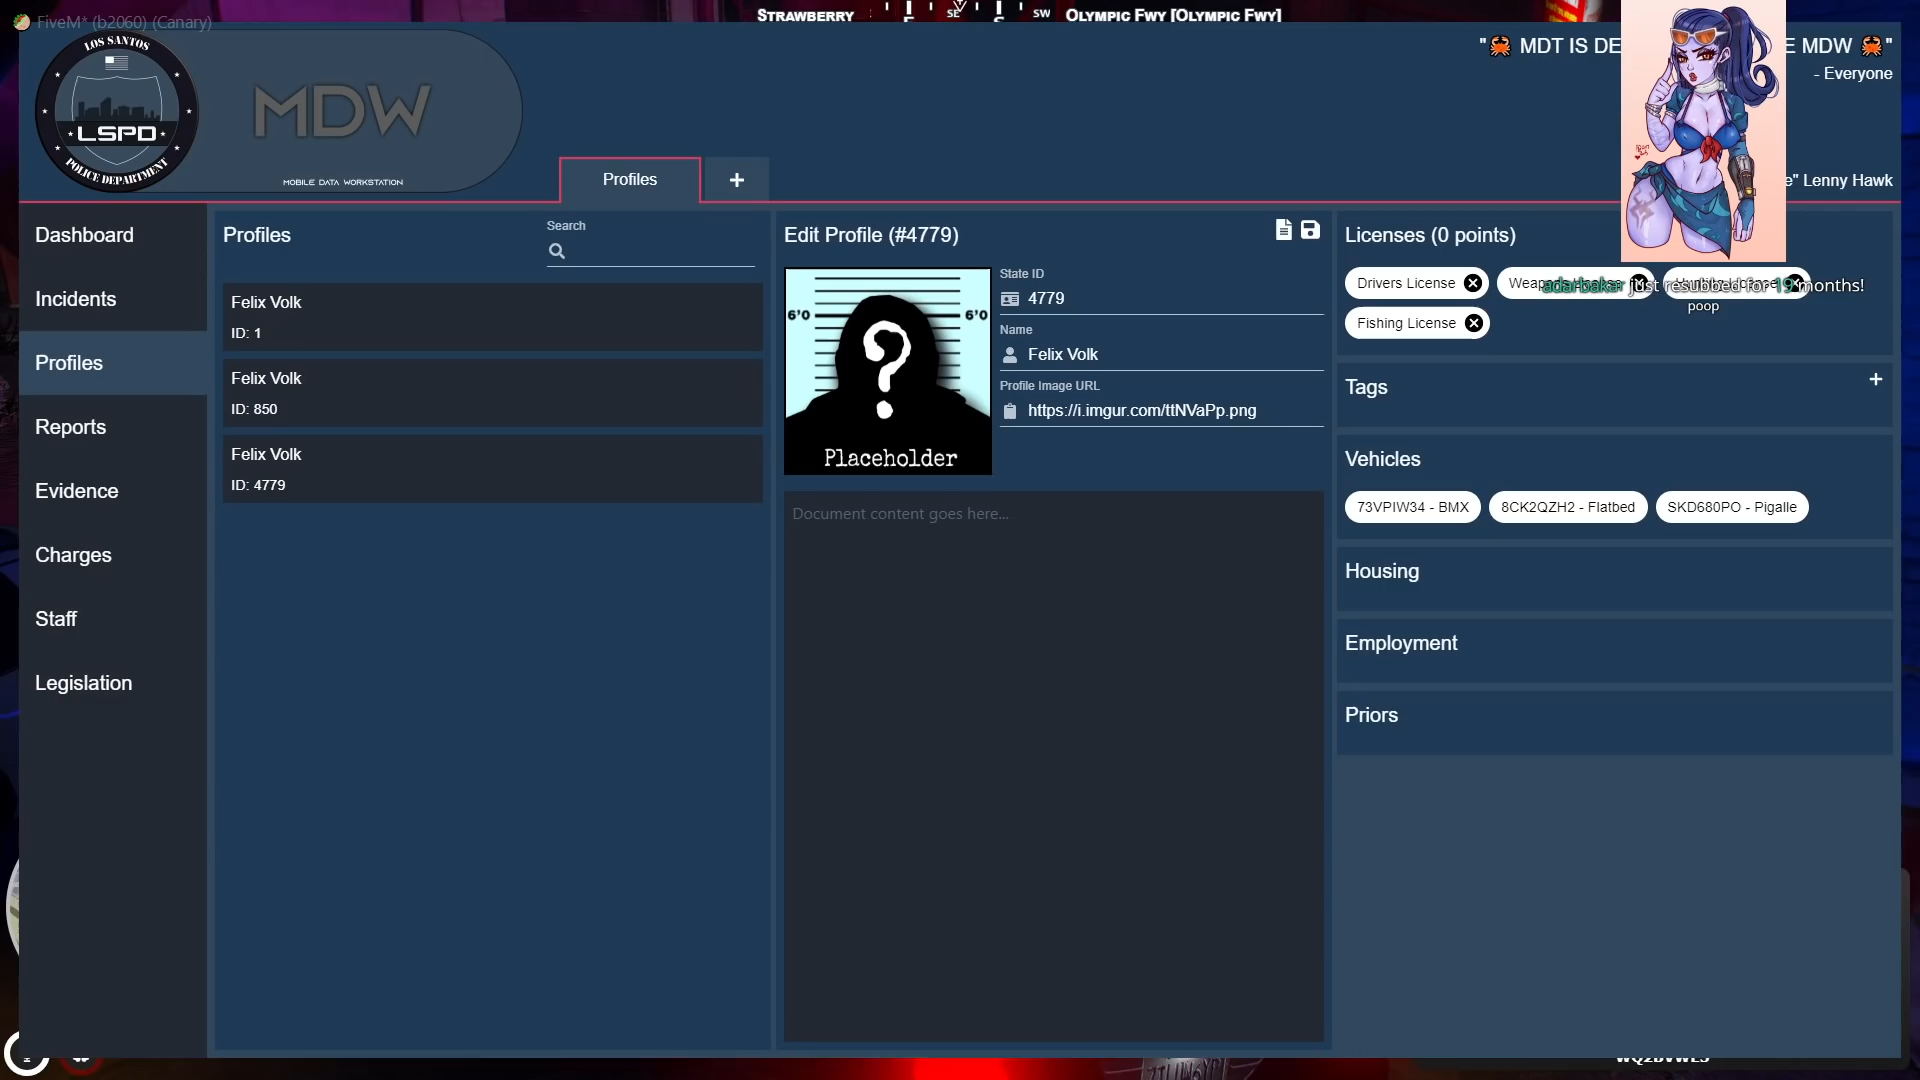 FiveM* (b2060) (Canary)
STRAWBERRY
SE
S
SW
OLYMPIC FWY [OLYMPIC FWY]
LOS SANTOS
LSPD
POLICE DEPARTMENT
MDW
MOBILE DATA WORKSTATION
" 🦀 MDT IS DE
E MDW 🦀 "
- Everyone
e" Lenny Hawk
Profiles
+
Dashboard
Incidents
Profiles
Reports
Evidence
Charges
Staff
Legislation
Profiles
Search
Felix Volk
ID: 1
Felix Volk
ID: 850
Felix Volk
ID: 4779
Edit Profile (#4779)
6'0
6'0
?
Placeholder
State ID
4779
Name
Felix Volk
Profile Image URL
https://i.imgur.com/ttNVaPp.png
Document content goes here...
Licenses (0 points)
Drivers License
adarbakar just resubbed for 19 months!
poop
Fishing License
Tags
+
Vehicles
73VPIW34 - BMX
8CK2QZH2 - Flatbed
SKD680PO - Pigalle
Housing
Employment
Priors